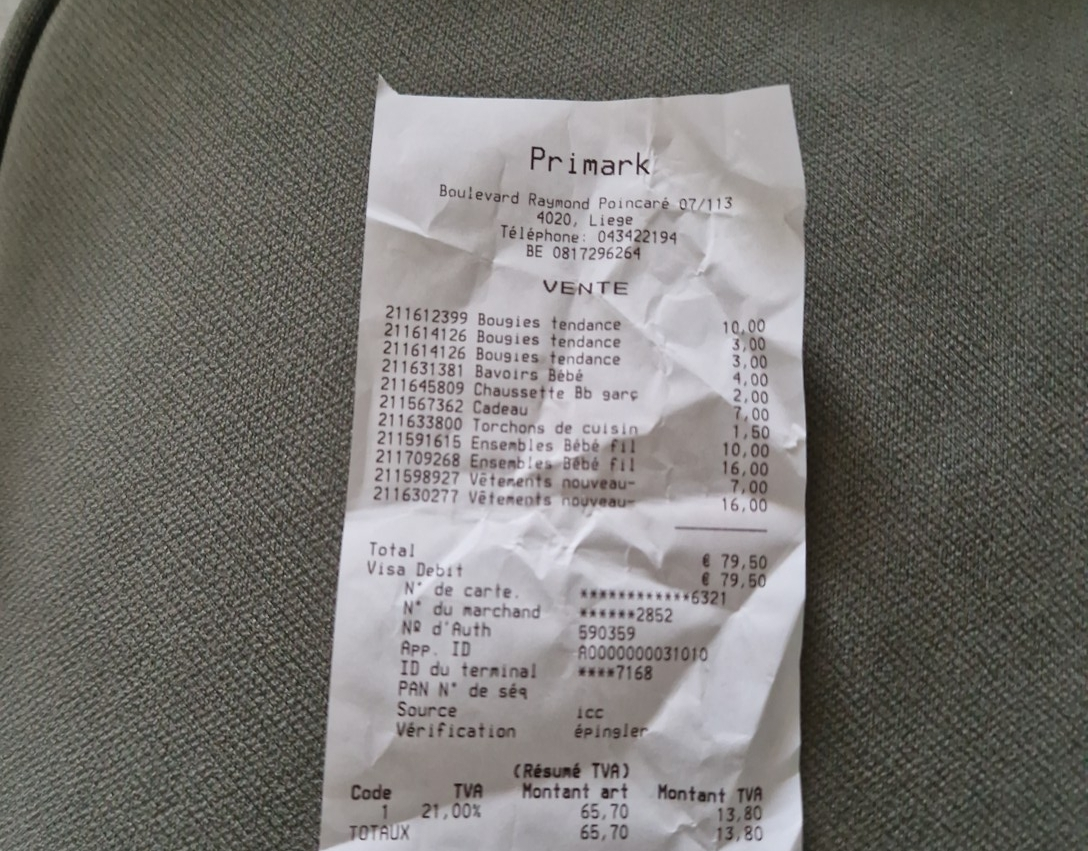 Primark
Boulevard Raymond Poincaré 07/113
4020, Liege
Téléphone: 043422194
BE 0817296264
VENTE
211612399 Bougies tendance 10,00
211614126 Bougies tendance 3,00
211614126 Bougies tendance 3,00
211631381 Bavoirs Bébé 4,00
211645809 Chaussette Bb garç 2,00
211567362 Cadeau 7,00
211633800 Torchons de cuisin 1,50
211591615 Ensembles Bébé fil 10,00
211709268 Ensembles Bébé fil 16,00
211598927 Vêtements nouveau- 7,00
211630277 Vêtements nouveau- 16,00
Total € 79,50
Visa Debit € 79,50
N° de carte. ************6321
N° du marchand ******2852
Nº d'Auth 590359
App. ID A0000000031010
ID du terminal ****7168
PAN N° de séq
Source icc
Vérification épingler
(Résumé TVA)
Code TVA Montant art Montant TVA
1 21,00% 65,70 13,80
TOTAUX 65,70 13,80